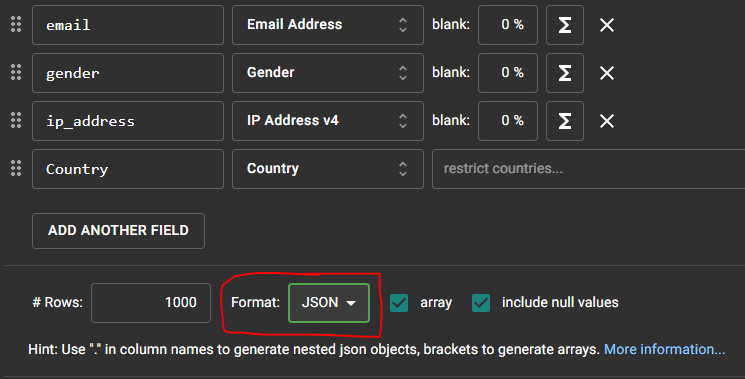 email Email Address blank: 0 % Σ
gender Gender blank: 0 % Σ
ip_address IP Address v4 blank: 0 % Σ
Country Country restrict countries...
ADD ANOTHER FIELD
# Rows: 1000 Format: JSON array include null values
Hint: Use "." in column names to generate nested json objects, brackets to generate arrays. More information...